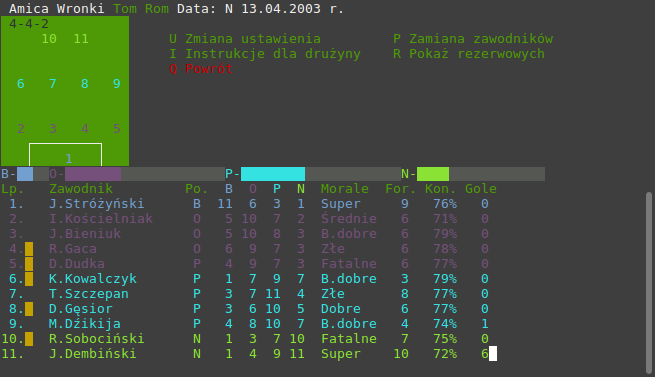 Amica Wronki Tom Rom Data: N 13.04.2003 r.
4-4-2
10 11 U Zmiana ustawienia P Zamiana zawodników
I Instrukcje dla drużyny R Pokaż rezerwowych
Q Powrót
6 7 8 9
2 3 4 5
1
B- O- P- N-
Lp. Zawodnik Po. B O P N Morale For. Kon. Gole
1. J.Stróżyński B 11 6 3 1 Super 9 76% 0
2. I.Kościelniak O 5 10 7 2 Średnie 6 71% 0
3. J.Bieniuk O 5 10 8 3 B.dobre 6 79% 0
4. R.Gaca O 6 9 7 3 Złe 6 78% 0
5. D.Dudka P 4 9 7 3 Fatalne 6 77% 0
6. K.Kowalczyk P 1 7 9 7 B.dobre 3 79% 0
7. T.Szczepan P 3 7 11 4 Złe 8 77% 0
8. D.Gęsior P 3 6 10 5 Dobre 6 77% 0
9. M.Dżikija P 4 8 10 7 B.dobre 4 74% 1
10. R.Sobociński N 1 3 7 10 Fatalne 7 75% 0
11. J.Dembiński N 1 4 9 11 Super 10 72% 6